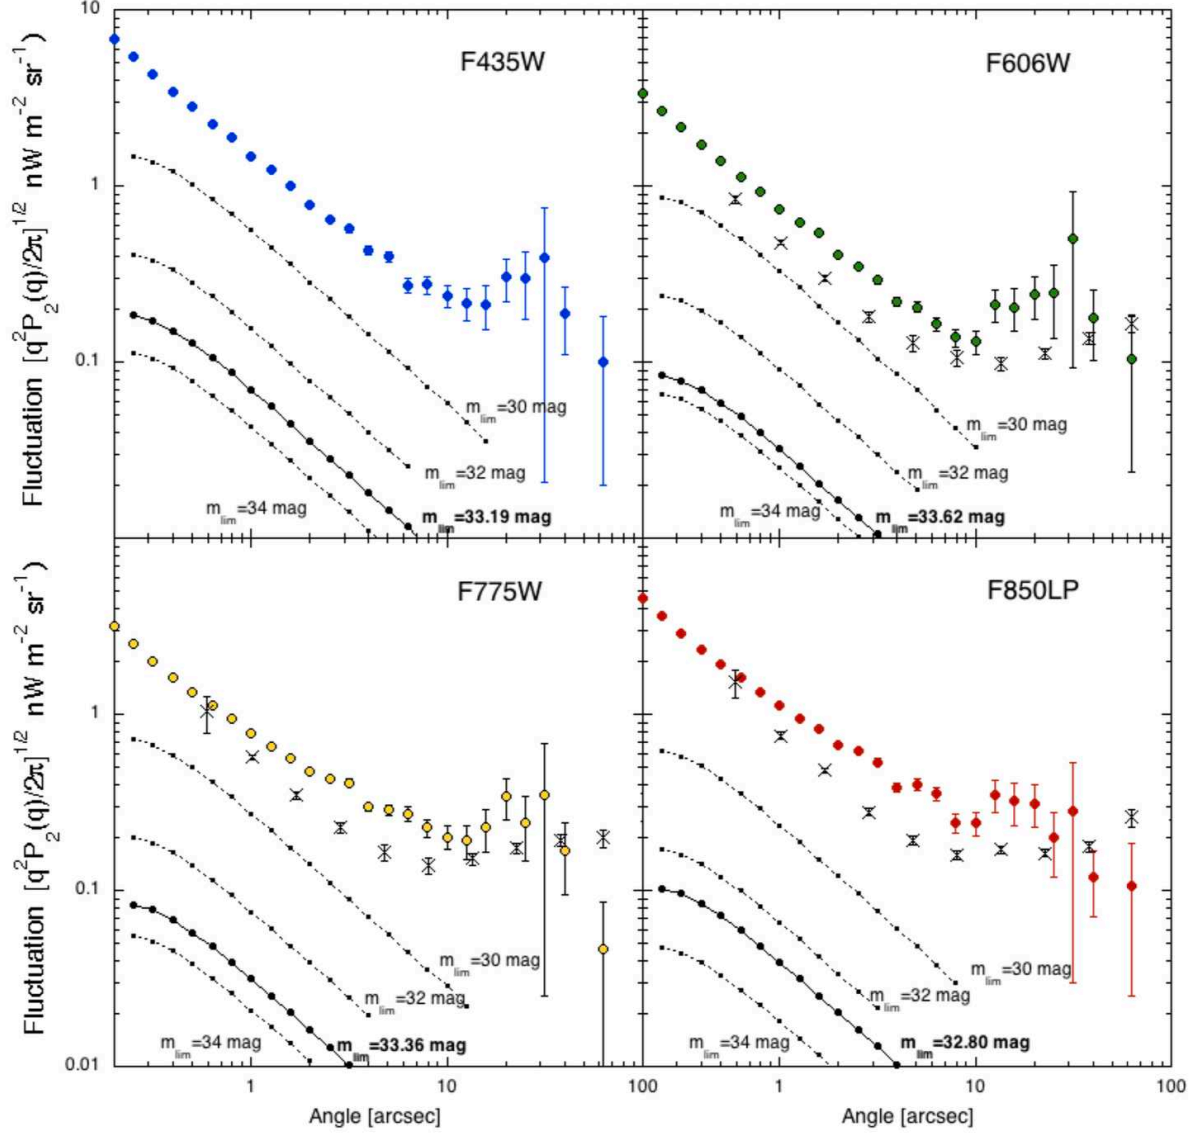 10
F435W
F606W
Fluctuation [q²P₂(q)/2π]^1/2 nW m⁻² sr⁻¹)
1
0.1
m_lim=30 mag
m_lim=32 mag
m_lim=34 mag
m_lim=33.19 mag
m_lim=30 mag
m_lim=32 mag
m_lim=34 mag
m_lim=33.62 mag
F775W
F850LP
Fluctuation [q²P₂(q)/2π]^1/2 nW m⁻² sr⁻¹)
1
0.1
0.01
m_lim=30 mag
m_lim=32 mag
m_lim=34 mag
m_lim=33.36 mag
m_lim=30 mag
m_lim=32 mag
m_lim=34 mag
m_lim=32.80 mag
1 10 100 1 10 100
Angle [arcsec] Angle [arcsec]